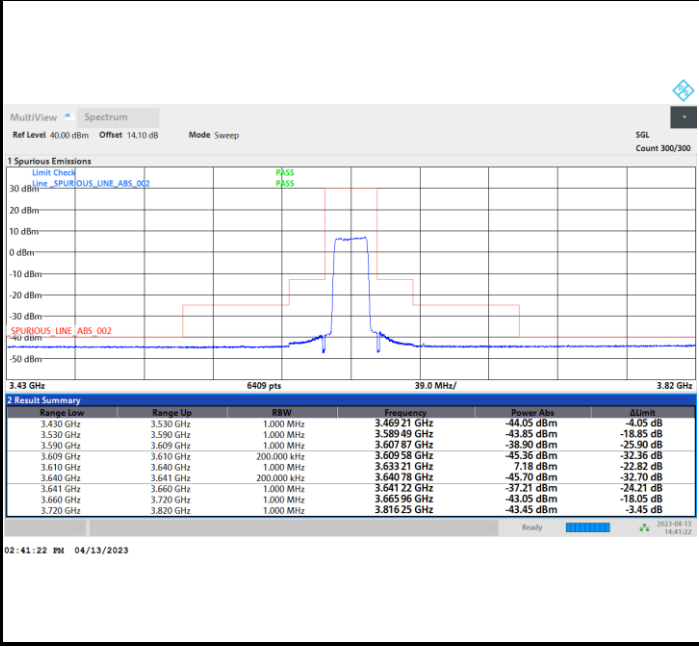 MultiView Spectrum
Ref Level 40.00 dBm Offset 14.10 dB Mode Sweep SGL
Count 300/300
1 Spurious Emissions
Limit Check PASS
Line _SPURIOUS_LINE_ABS_002 PASS
30 dBm
20 dBm
10 dBm
0 dBm
-10 dBm
-20 dBm
-30 dBm
SPURIOUS_LINE_ABS_002
-40 dBm
-50 dBm
3.43 GHz 6409 pts 39.0 MHz/ 3.82 GHz
2 Result Summary
Range Low Range Up RBW Frequency Power Abs ΔLimit
3.430 GHz 3.530 GHz 1.000 MHz 3.469 21 GHz -44.05 dBm -4.05 dB
3.530 GHz 3.590 GHz 1.000 MHz 3.589 49 GHz -43.85 dBm -18.85 dB
3.590 GHz 3.609 GHz 1.000 MHz 3.607 87 GHz -38.90 dBm -25.90 dB
3.609 GHz 3.610 GHz 200.000 kHz 3.609 58 GHz -45.36 dBm -32.36 dB
3.610 GHz 3.640 GHz 1.000 MHz 3.633 21 GHz 7.18 dBm -22.82 dB
3.640 GHz 3.641 GHz 200.000 kHz 3.640 78 GHz -45.70 dBm -32.70 dB
3.641 GHz 3.660 GHz 1.000 MHz 3.641 22 GHz -37.21 dBm -24.21 dB
3.660 GHz 3.720 GHz 1.000 MHz 3.665 96 GHz -43.05 dBm -18.05 dB
3.720 GHz 3.820 GHz 1.000 MHz 3.816 25 GHz -43.45 dBm -3.45 dB
Ready 2023-04-13
14:41:22
02:41:22 PM 04/13/2023